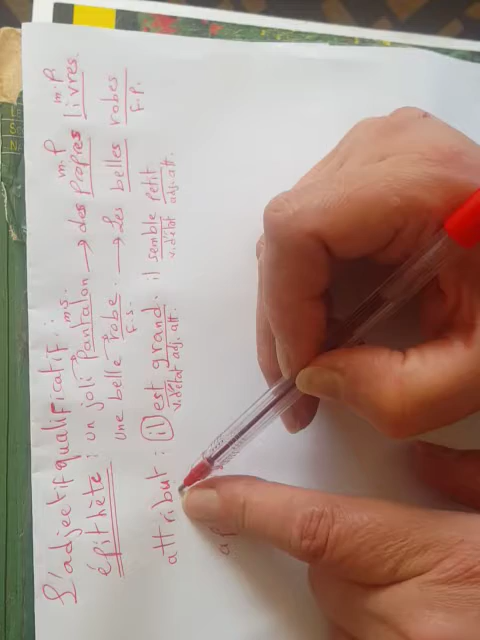 L'adjectif qualificatif :
épithète : un joli pantalon → des propres livres.
m.s. m.P m.P
une belle robe. → Les belles robes.
F.S. F.P.
attribut : il est grand. il semble petit
v.d'état adj.att. v.d'état adj.att.